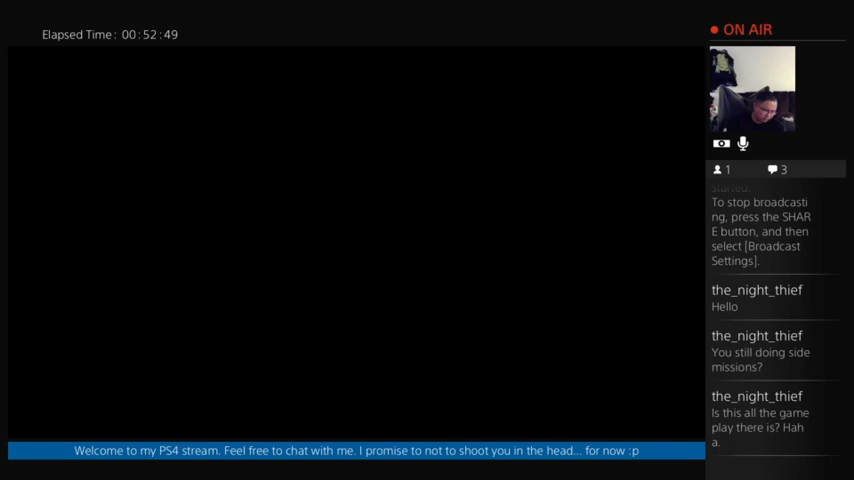 Elapsed Time: 00:52:49
ON AIR
1 3
started.
To stop broadcasti
ng, press the SHAR
E button, and then
select [Broadcast
Settings].
the_night_thief
Hello
the_night_thief
You still doing side
missions?
the_night_thief
Is this all the game
play there is? Hah
a.
Welcome to my PS4 stream. Feel free to chat with me. I promise to not to shoot you in the head... for now :p